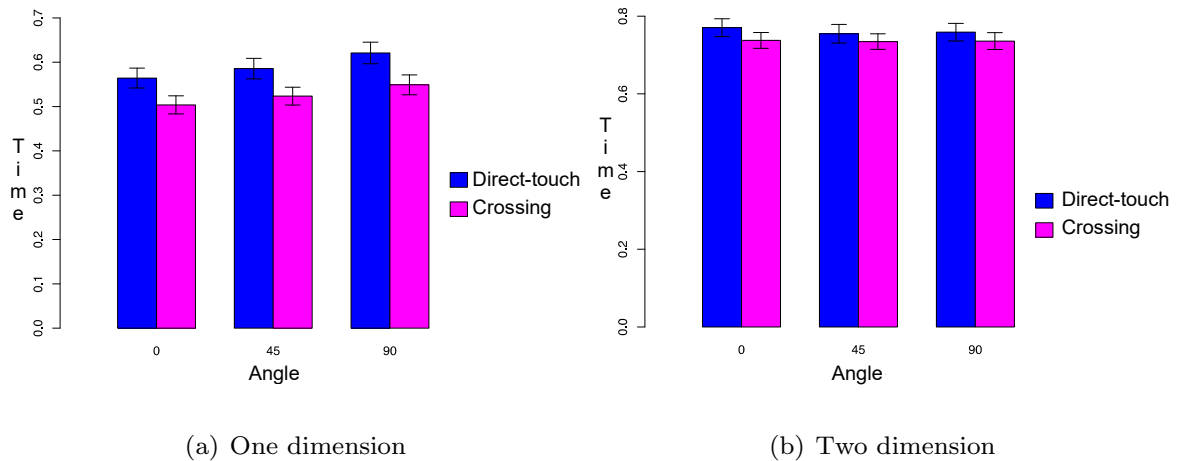 0.0 0.1 0.2 0.3 0.4 0.5 0.6 0.7
Time
0 45 90
Angle
Direct-touch
Crossing
(a) One dimension
0.0 0.2 0.4 0.6 0.8
Time
0 45 90
Angle
Direct-touch
Crossing
(b) Two dimension